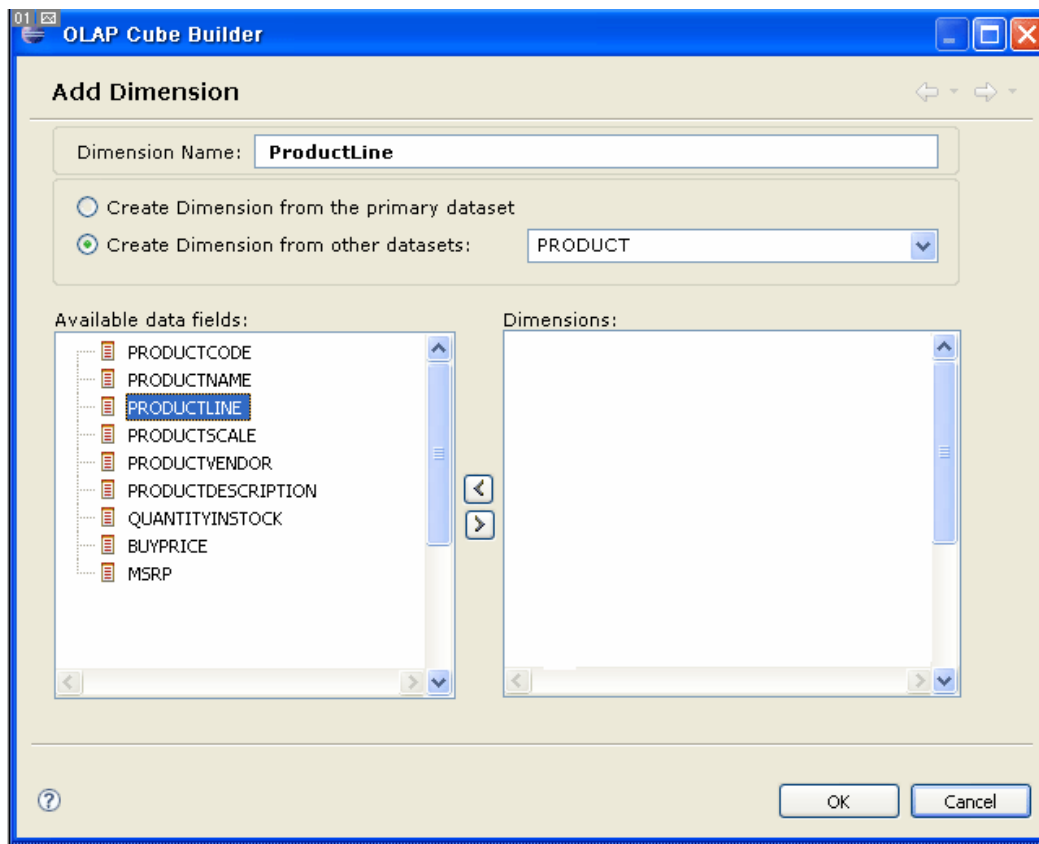 01
OLAP Cube Builder
Add Dimension
Dimension Name: ProductLine
Create Dimension from the primary dataset
Create Dimension from other datasets: PRODUCT
Available data fields:
PRODUCTCODE
PRODUCTNAME
PRODUCTLINE
PRODUCTSCALE
PRODUCTVENDOR
PRODUCTDESCRIPTION
QUANTITYINSTOCK
BUYPRICE
MSRP
Dimensions:
OK Cancel